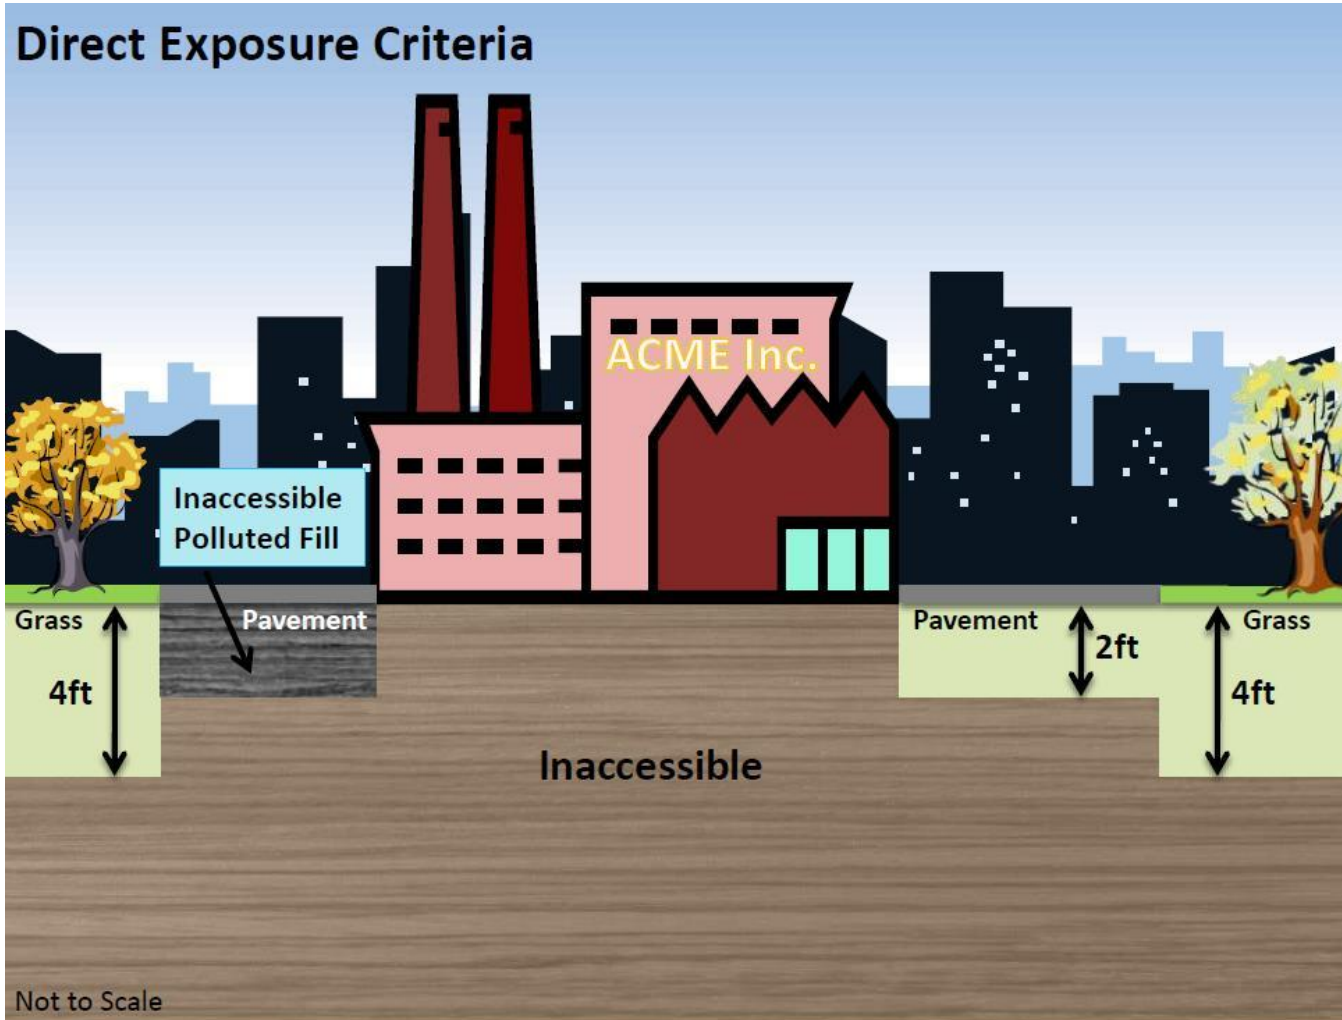 Direct Exposure Criteria
ACME Inc.
Inaccessible
Polluted Fill
Grass
Pavement
Pavement
Grass
2ft
4ft
4ft
Inaccessible
Not to Scale